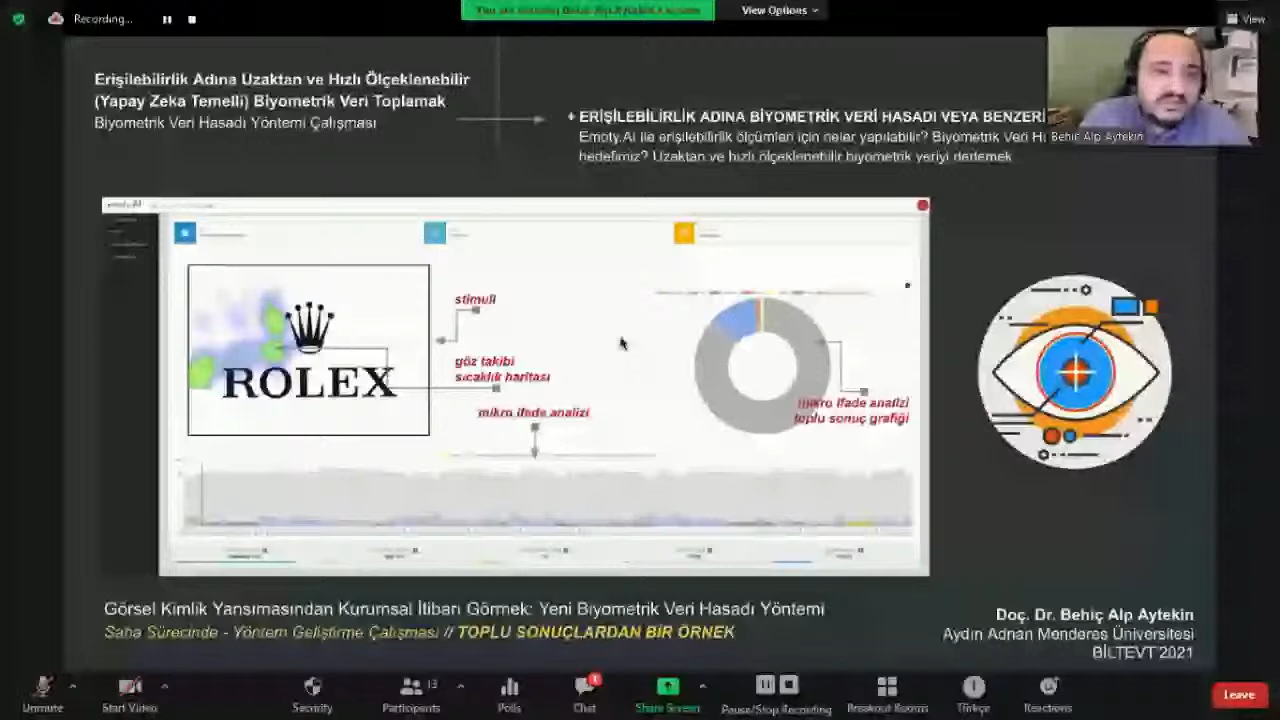 Recording...
View Options
View
Erişilebilirlik Adına Uzaktan ve Hızlı Ölçeklenebilir
(Yapay Zeka Temelli) Biyometrik Veri Toplamak
Biyometrik Veri Hasadı Yöntemi Çalışması
+ ERİŞİLEBİLİRLİK ADINA BİYOMETRİK VERİ HASADI VEYA BENZERİ
Emoty.AI ile erişilebilirlik ölçümleri için neler yapılabilir? Biyometrik Veri H
hedefimiz? Uzaktan ve hızlı ölçeklenebilir biyometrik veriyi derlemek
Behiç Alp Aytekin
stimuli
göz takibi
sıcaklık haritası
mikro ifade analizi
ROLEX
mikro ifade analizi
toplu sonuç grafiği
Görsel Kimlik Yansımasından Kurumsal İtibarı Görmek: Yeni Biyometrik Veri Hasadı Yöntemi
Saha Sürecinde - Yöntem Geliştirme Çalışması // TOPLU SONUÇLARDAN BİR ÖRNEK
Doç. Dr. Behiç Alp Aytekin
Aydın Adnan Menderes Üniversitesi
BİLTEVT'2021
Unmute
Start Video
Security
13
Participants
Polls
1
Chat
Share Screen
Pause/Stop Recording
Breakout Rooms
Türkçe
Reactions
Leave